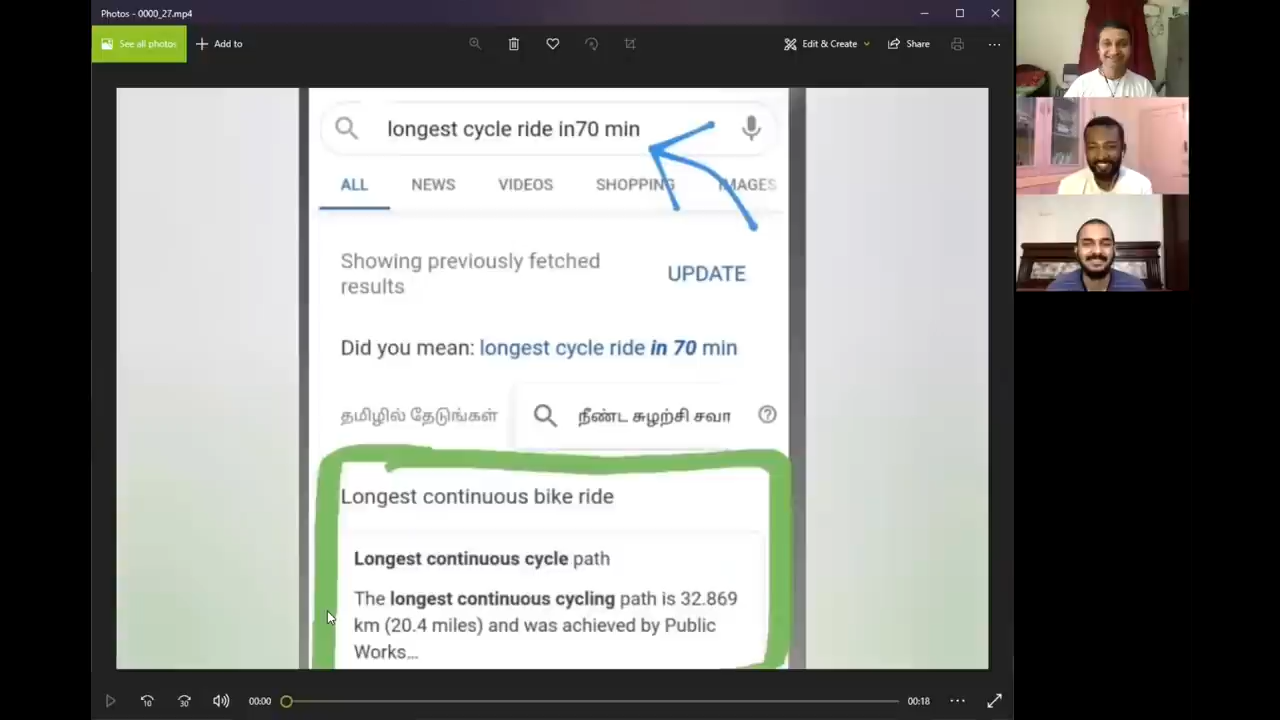 Photos - 0000_27.mp4
See all photos
Add to
Edit & Create
Share
longest cycle ride in70 min
ALL NEWS VIDEOS SHOPPING IMAGES
Showing previously fetched
results
UPDATE
Did you mean: longest cycle ride in 70 min
தமிழில் தேடுங்கள் நீண்ட சுழற்சி சவா
Longest continuous bike ride
Longest continuous cycle path
The longest continuous cycling path is 32.869
km (20.4 miles) and was achieved by Public
Works...
10 30 00:00 00:18